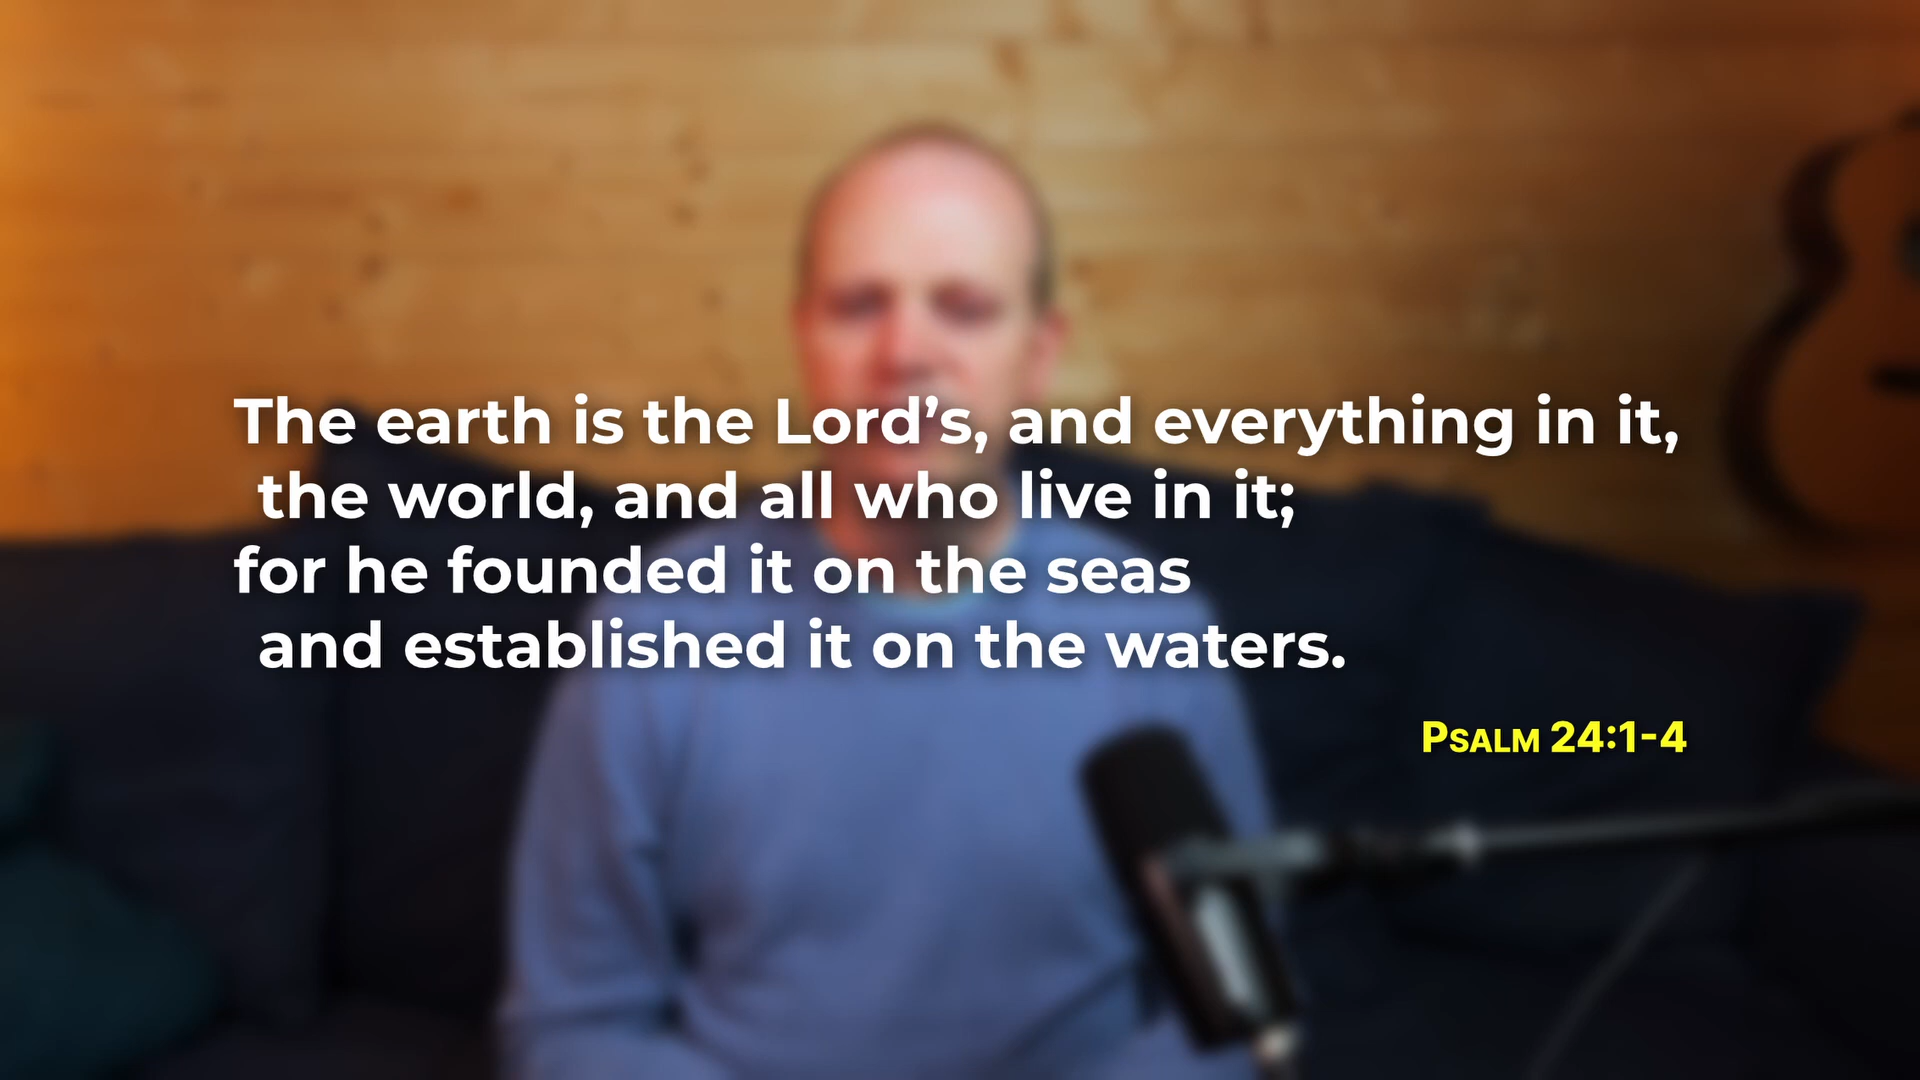 The earth is the Lord’s, and everything in it,
the world, and all who live in it;
for he founded it on the seas
and established it on the waters.
Psalm 24:1-4